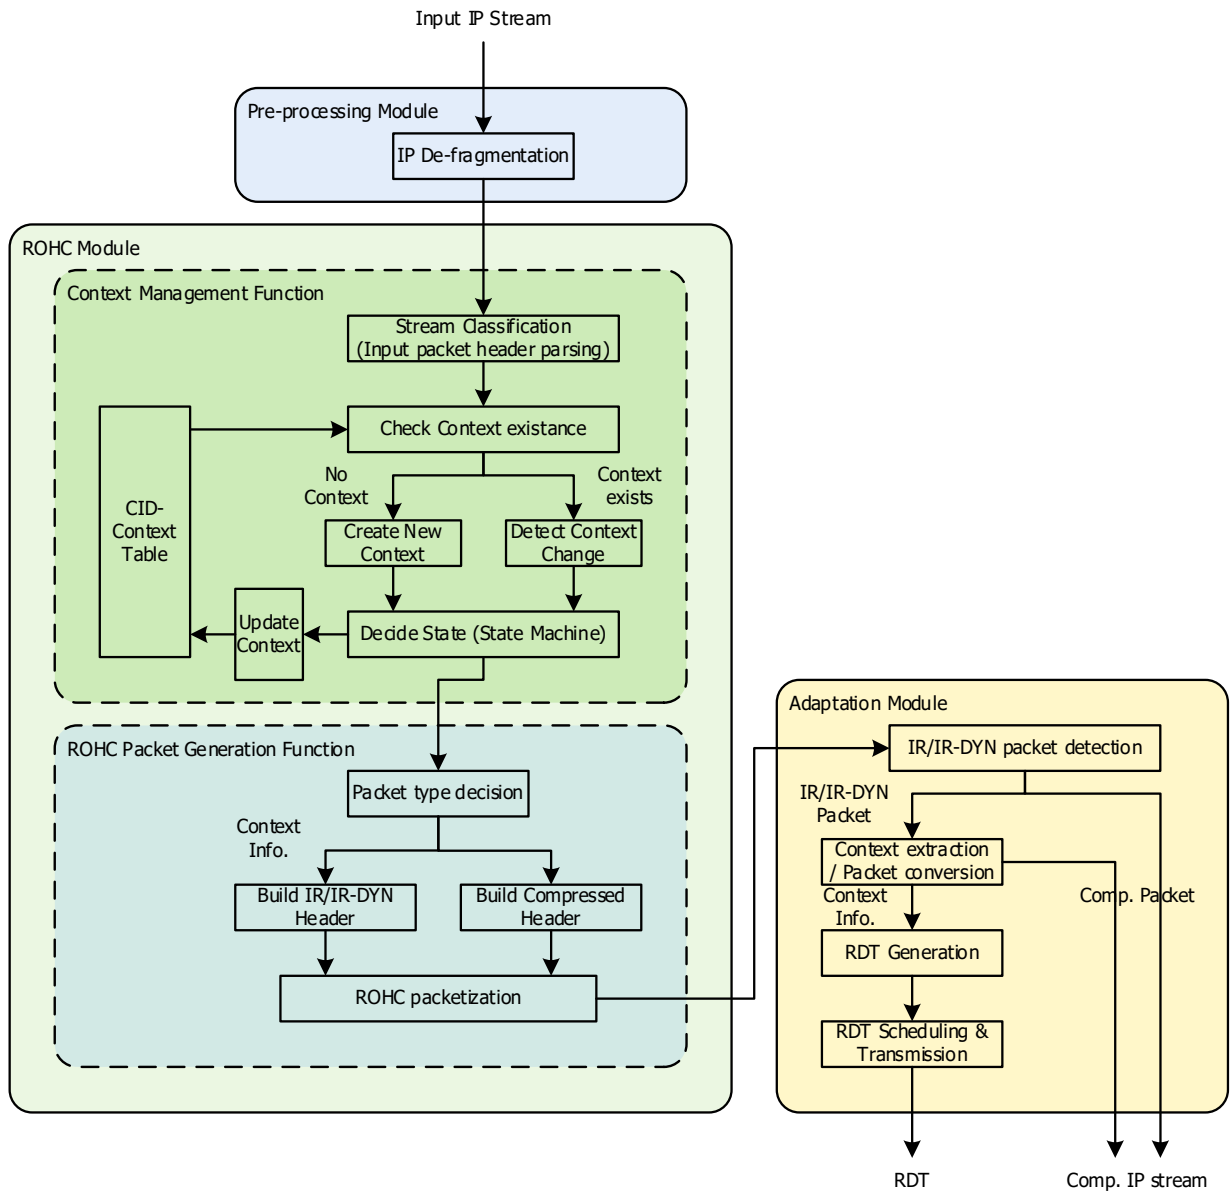 Input IP Stream
Pre-processing Module
IP De-fragmentation
ROHC Module
Context Management Function
Stream Classification
(Input packet header parsing)
Check Context existance
No
Context
Context
exists
CID-
Context
Table
Create New
Context
Detect Context
Change
Update
Context
Decide State (State Machine)
ROHC Packet Generation Function
Packet type decision
Context
Info.
Build IR/IR-DYN
Header
Build Compressed
Header
ROHC packetization
Adaptation Module
IR/IR-DYN packet detection
IR/IR-DYN
Packet
Context extraction
/ Packet conversion
Context
Info.
Comp. Packet
RDT Generation
RDT Scheduling &
Transmission
RDT
Comp. IP stream